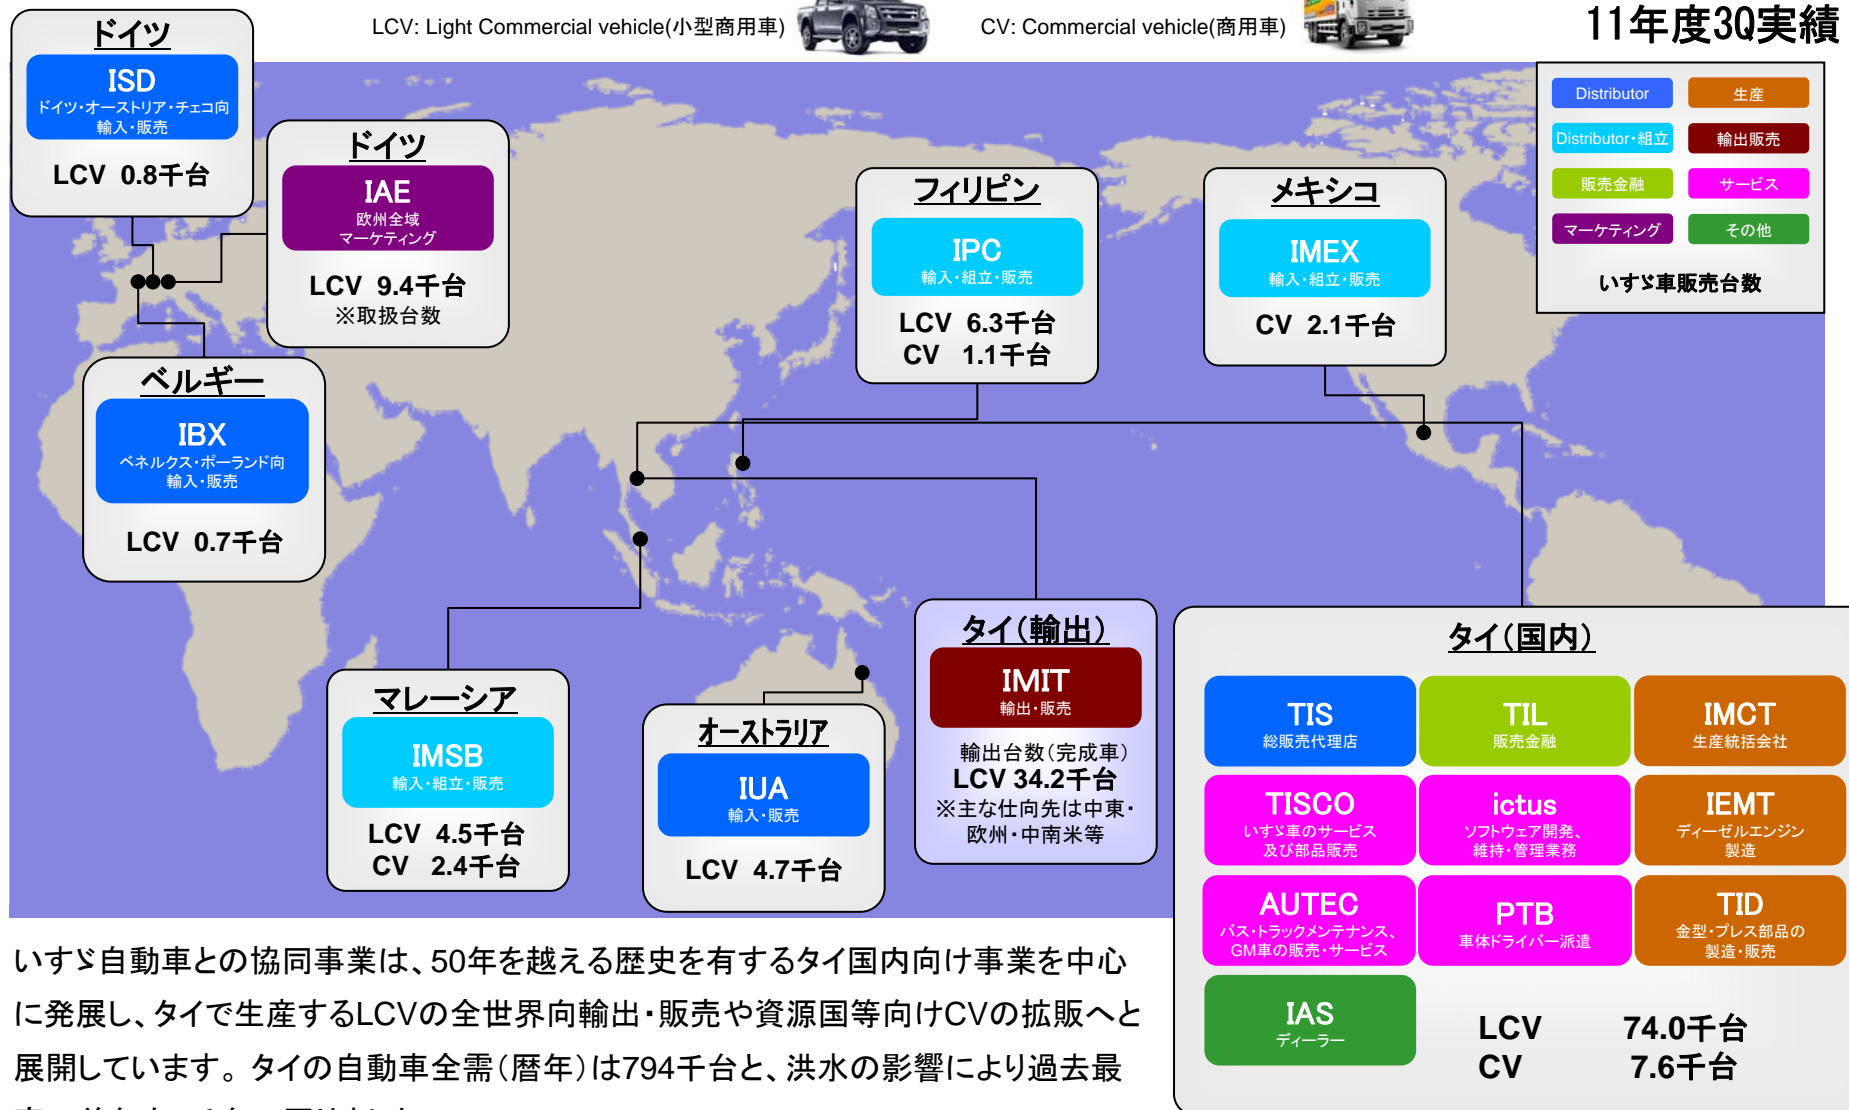 LCV: Light Commercial vehicle(小型商用車)
CV: Commercial vehicle(商用車)
11年度3Q実績
ドイツ
ISD
ドイツ・オーストリア・チェコ向
輸入・販売
LCV 0.8千台
ドイツ
IAE
欧州全域
マーケティング
LCV 9.4千台
※取扱台数
フィリピン
IPC
輸入・組立・販売
LCV 6.3千台
CV 1.1千台
メキシコ
IMEX
輸入・組立・販売
CV 2.1千台
Distributor
生産
Distributor・組立
輸出販売
販売金融
サービス
マーケティング
その他
いすゞ車販売台数
ベルギー
IBX
ベネルクス・ポーランド向
輸入・販売
LCV 0.7千台
マレーシア
IMSB
輸入・組立・販売
LCV 4.5千台
CV 2.4千台
オーストラリア
IUA
輸入・販売
LCV 4.7千台
タイ(輸出)
IMIT
輸出・販売
輸出台数(完成車)
LCV 34.2千台
※主な仕向先は中東・
欧州・中南米等
タイ(国内)
TIS
総販売代理店
TIL
販売金融
IMCT
生産統括会社
TISCO
いすゞ車のサービス
及び部品販売
ictus
ソフトウェア開発、
維持・管理業務
IEMT
ディーゼルエンジン
製造
AUTEC
バス・トラックメンテナンス、
GM車の販売・サービス
PTB
車体ドライバー派遣
TID
金型・プレス部品の
製造・販売
IAS
ディーラー
LCV 74.0千台
CV 7.6千台
いすゞ自動車との協同事業は、50年を越える歴史を有するタイ国内向け事業を中心
に発展し、タイで生産するLCVの全世界向輸出・販売や資源国等向けCVの拡販へと
展開しています。タイの自動車全需(暦年)は794千台と、洪水の影響により過去最